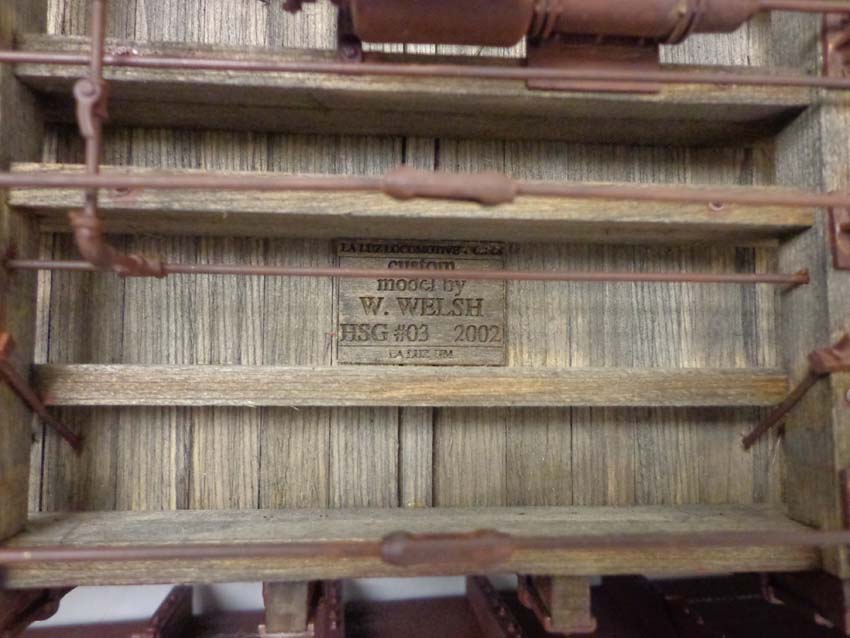 LA LUZ LOCOMOTIVE
custom
model by
W. WELSH
HSG #03 2002
LA LUZ, NM